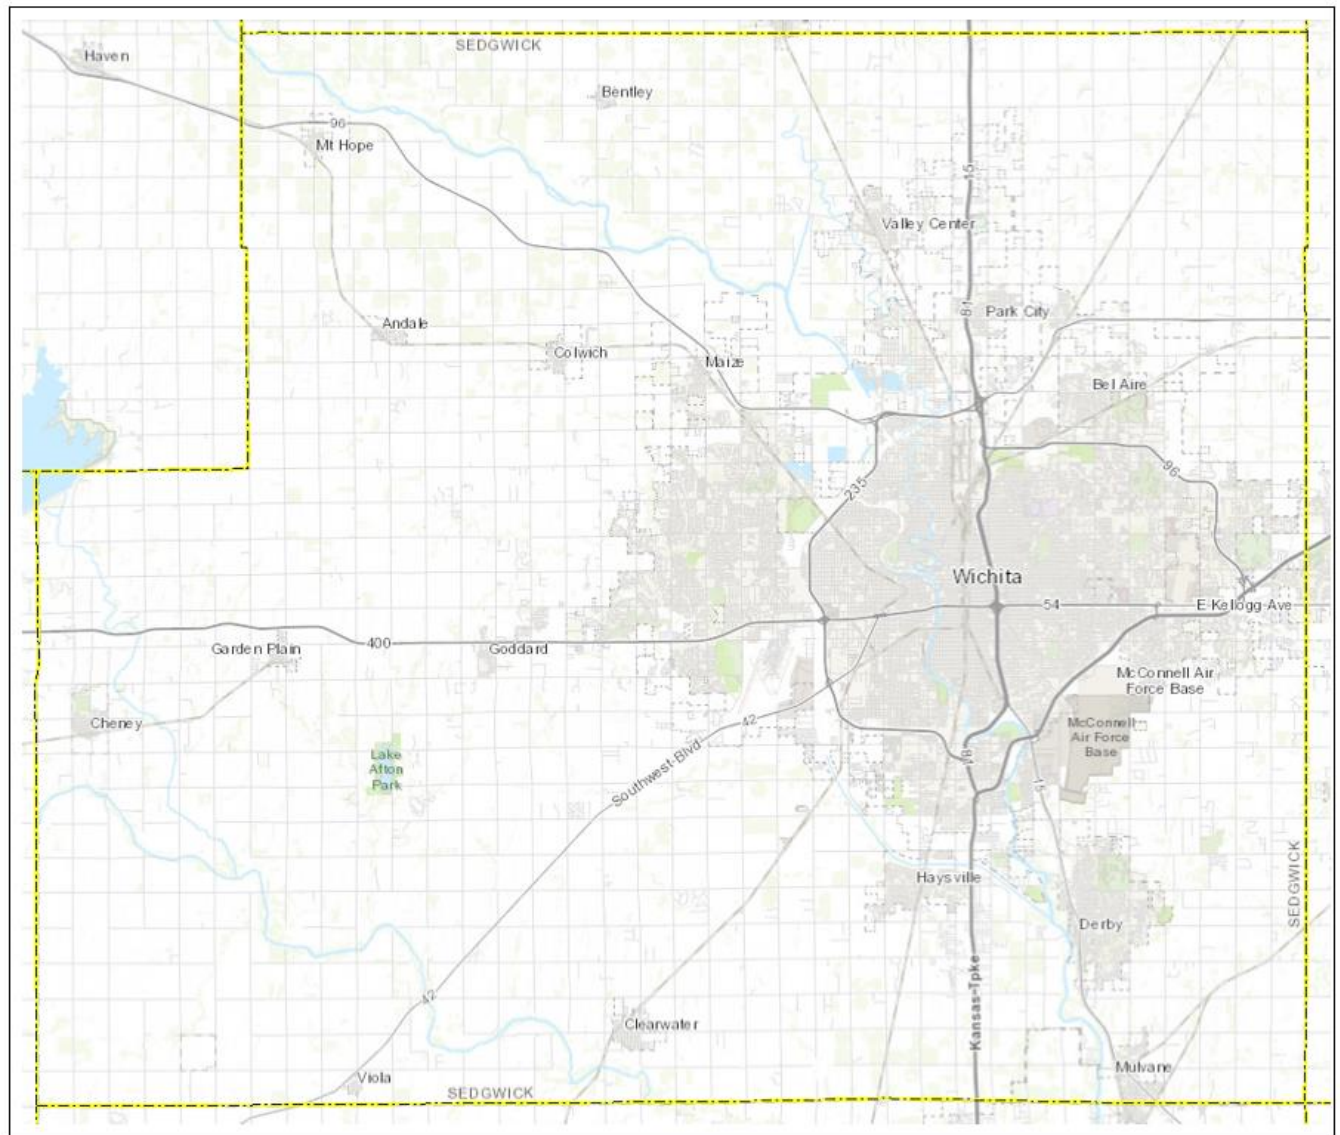 SEDGWICK
Haven
Bentley
96
Mt Hope
15
Valley Center
81
Park City
Andale
Colwich
Maize
Bel Aire
96
235
Wichita
54
E Kellogg Ave
400
Garden Plain
Goddard
McConnell Air
Force Base
Cheney
42
McConnell
Air Force
Base
Lake
Afton
Park
Southwest-Blvd
81
15
SEDGWICK
Haysville
Derby
Kansas-Tpke
42
Clearwater
Viola
Mulvane
SEDGWICK